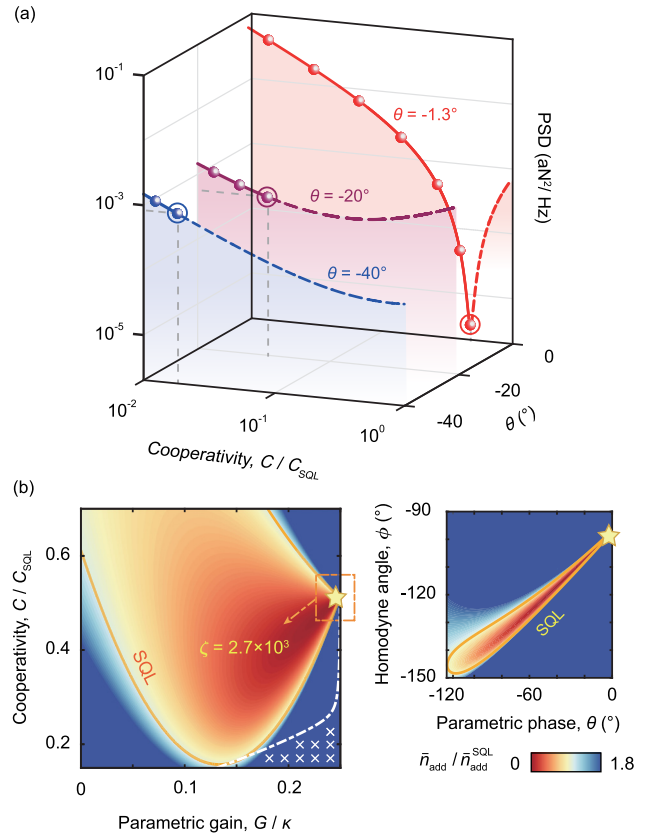 (a)
10⁻¹
10⁻³
10⁻⁵
θ = -1.3°
θ = -20°
θ = -40°
PSD (aN²/ Hz)
10⁻²
10⁻¹
10⁰
Cooperativity, C / C_SQL
-40
-20
0
θ (°)
(b)
0.6
0.4
0.2
Cooperativity, C / C_SQL
SQL
ζ = 2.7×10³
0
0.1
0.2
Parametric gain, G / κ
-90
-120
-150
Homodyne angle, ϕ (°)
SQL
-120
-60
0
Parametric phase, θ (°)
n̄_add / n̄_add^SQL
0
1.8